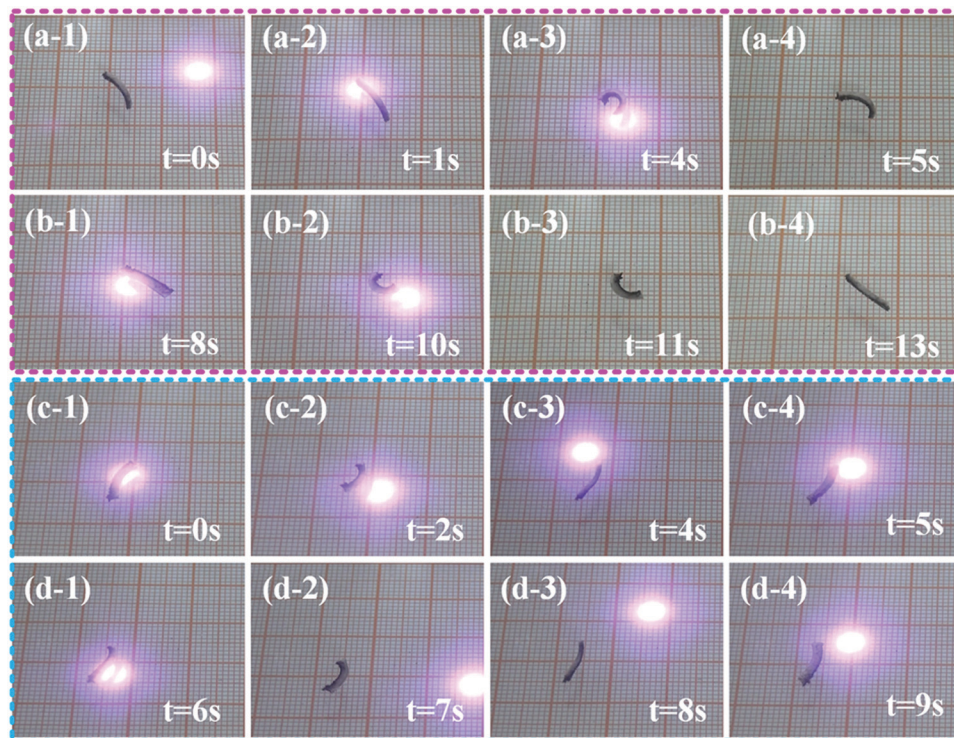 (a-1) (a-2) (a-3) (a-4)
t=0s t=1s t=4s t=5s
(b-1) (b-2) (b-3) (b-4)
t=8s t=10s t=11s t=13s
(c-1) (c-2) (c-3) (c-4)
t=0s t=2s t=4s t=5s
(d-1) (d-2) (d-3) (d-4)
t=6s t=7s t=8s t=9s